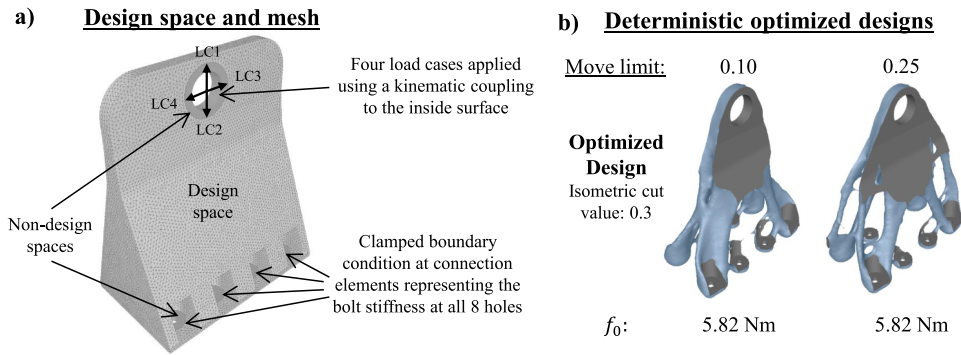 a)
Design space and mesh
LC1
LC3
LC4
LC2
Four load cases applied
using a kinematic coupling
to the inside surface
Design
space
Non-design
spaces
Clamped boundary
condition at connection
elements representing the
bolt stiffness at all 8 holes
b)
Deterministic optimized designs
Move limit: 0.10 0.25
Optimized
Design
Isometric cut
value: 0.3
f₀: 5.82 Nm 5.82 Nm